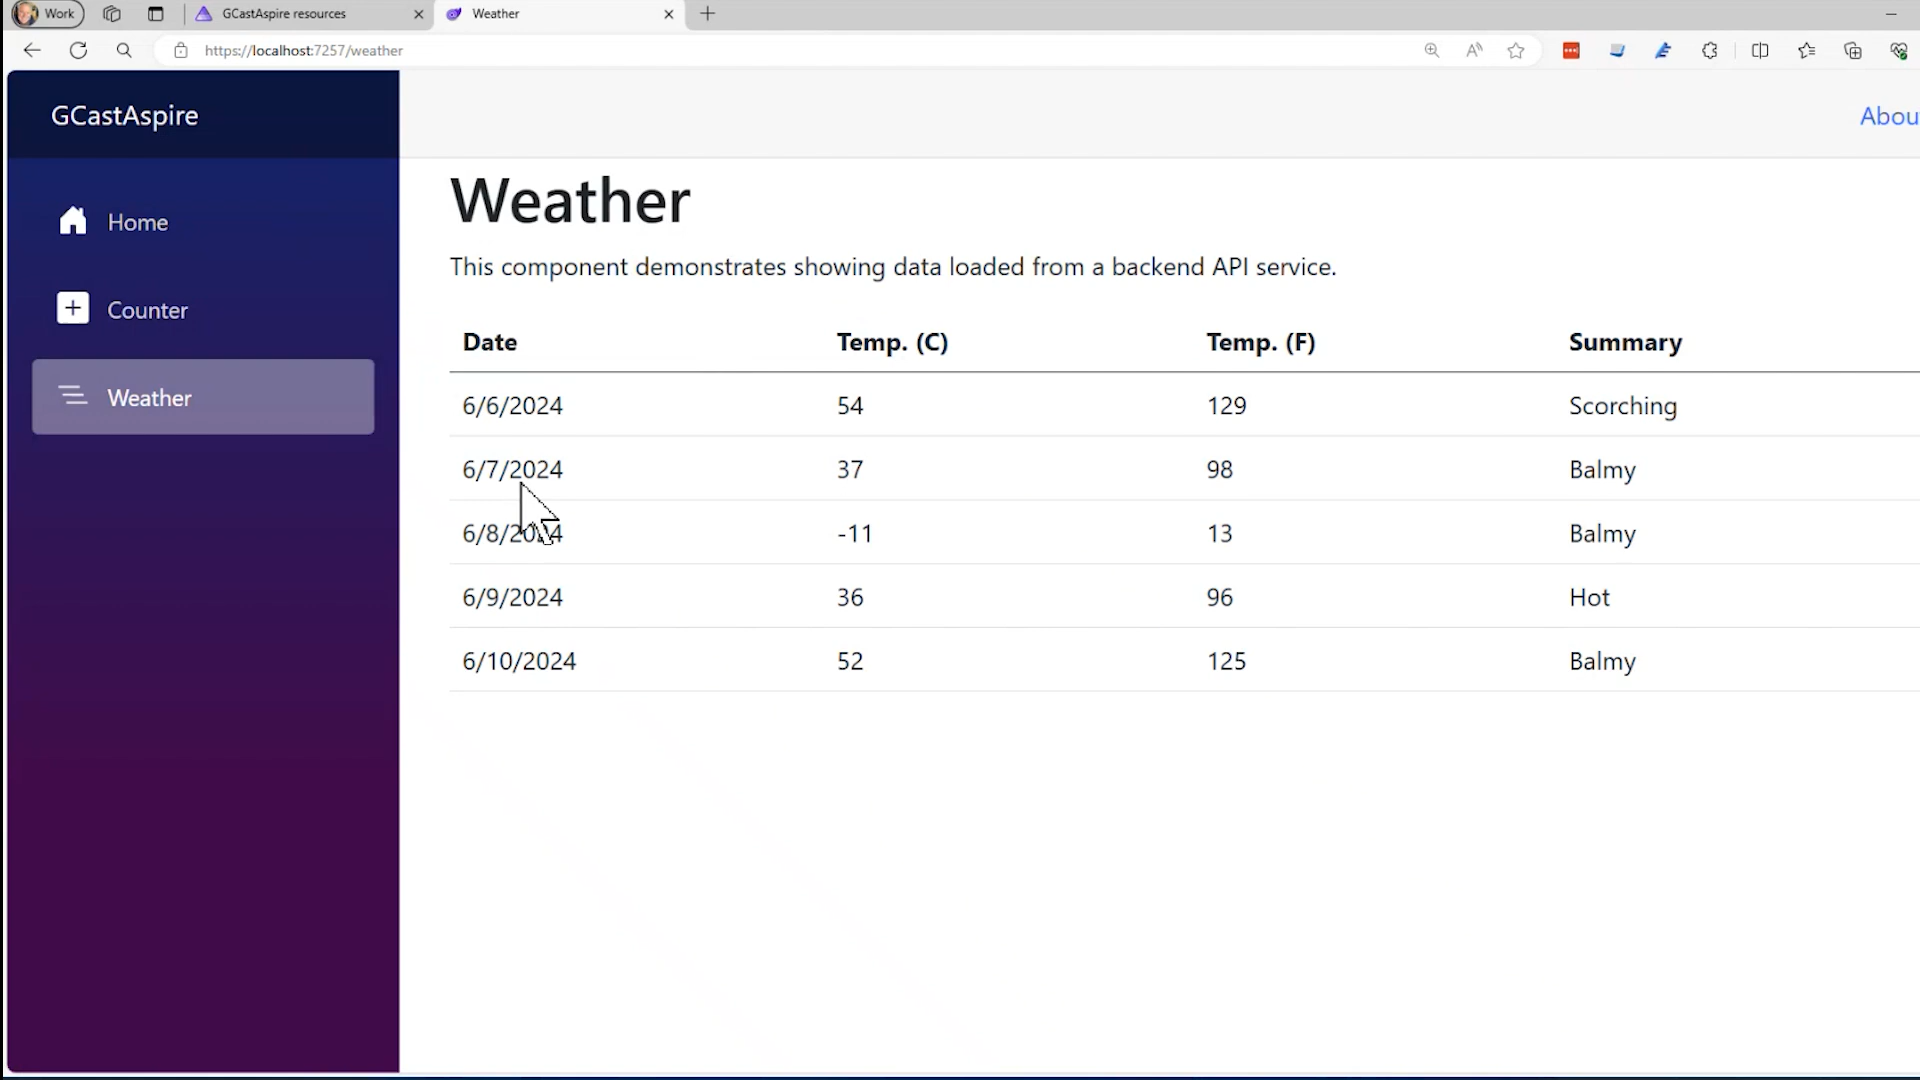 Work
GCastAspire resources
Weather
https://localhost:7257/weather
GCastAspire
Abou
Home
Counter
Weather
Weather
This component demonstrates showing data loaded from a backend API service.
Date Temp. (C) Temp. (F) Summary
6/6/2024 54 129 Scorching
6/7/2024 37 98 Balmy
6/8/2024 -11 13 Balmy
6/9/2024 36 96 Hot
6/10/2024 52 125 Balmy